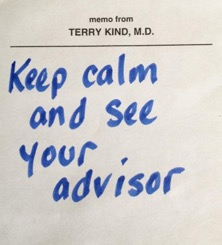 memo from
TERRY KIND, M.D.
Keep calm
and see
your
advisor